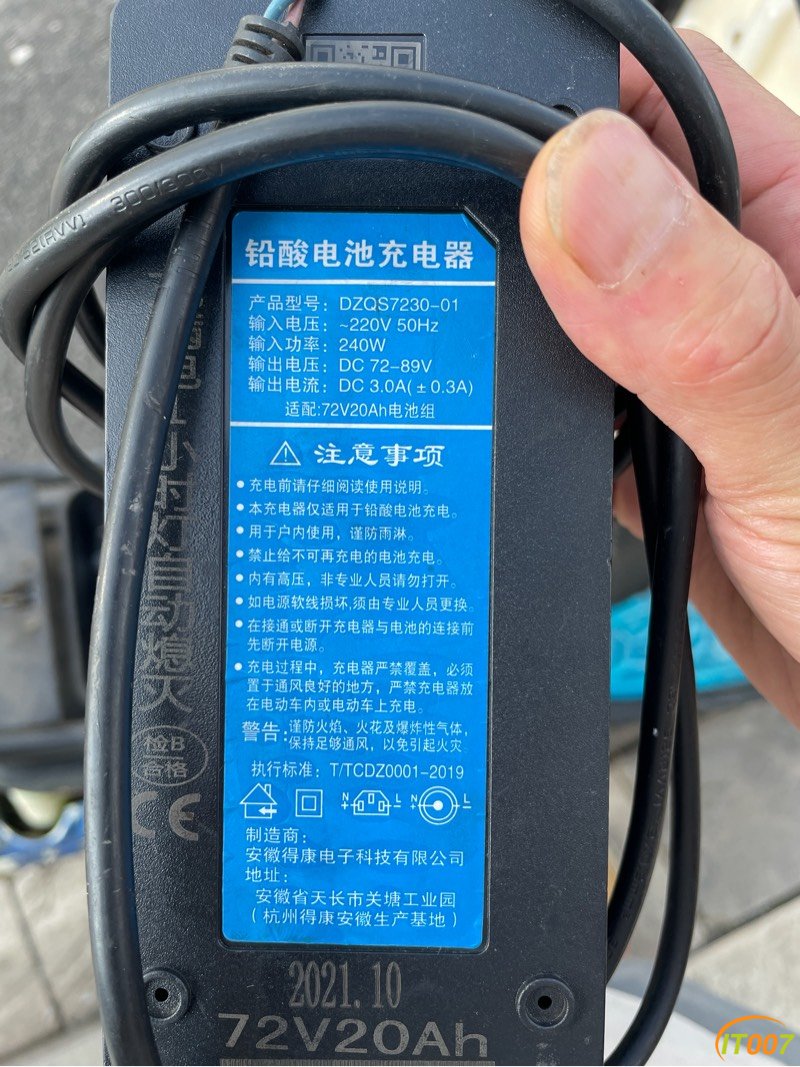 300/300V
铅酸电池充电器
产品型号: DZQS7230-01
输入电压: ~220V 50Hz
输入功率: 240W
输出电压: DC 72-89V
输出电流: DC 3.0A(±0.3A)
适配:72V20Ah电池组
注意事项
● 充电前请仔细阅读使用说明。
● 本充电器仅适用于铅酸电池充电。
● 用于户内使用，谨防雨淋。
● 禁止给不可再充电的电池充电。
● 内有高压，非专业人员请勿打开。
● 如电源软线损坏,须由专业人员更换。
● 在接通或断开充电器与电池的连接前
先断开电源。
● 充电过程中，充电器严禁覆盖，必须
置于通风良好的地方，严禁充电器放
在电动车内或电动车上充电。
警告:谨防火焰、火花及爆炸性气体，
保持足够通风，以免引起火灾。
执行标准: T/TCDZ0001-2019
N L N L
制造商:
安徽得康电子科技有限公司
地址:
安徽省天长市关塘工业园
(杭州得康安徽生产基地)
小时灯自动熄灭
检B
合格
CE
2021.10
72V20Ah
IT007